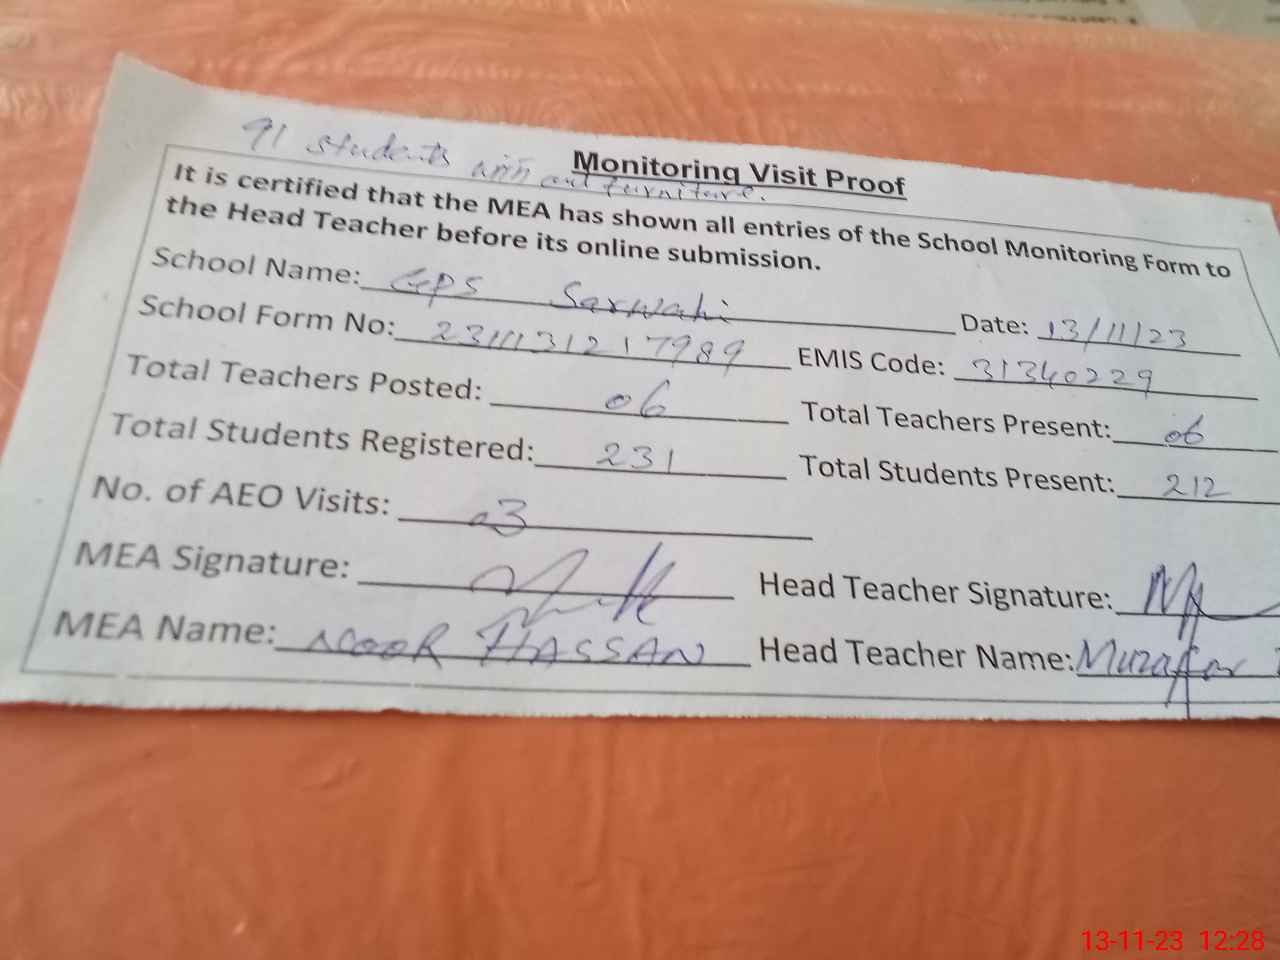 91 students
Monitoring Visit Proof
furniture.
It is certified that the MEA has shown all entries of the School Monitoring Form to
the Head Teacher before its online submission.
School Name: GPS Sarwahi Date: 13/11/23
School Form No: EMIS Code: 31340229
Total Teachers Posted: 06 Total Teachers Present: 06
Total Students Registered: 231 Total Students Present: 212
No. of AEO Visits: 03
MEA Signature: Head Teacher Signature:
MEA Name: NOOR HASSAN Head Teacher Name: Muzaffar
13-11-23 12:28